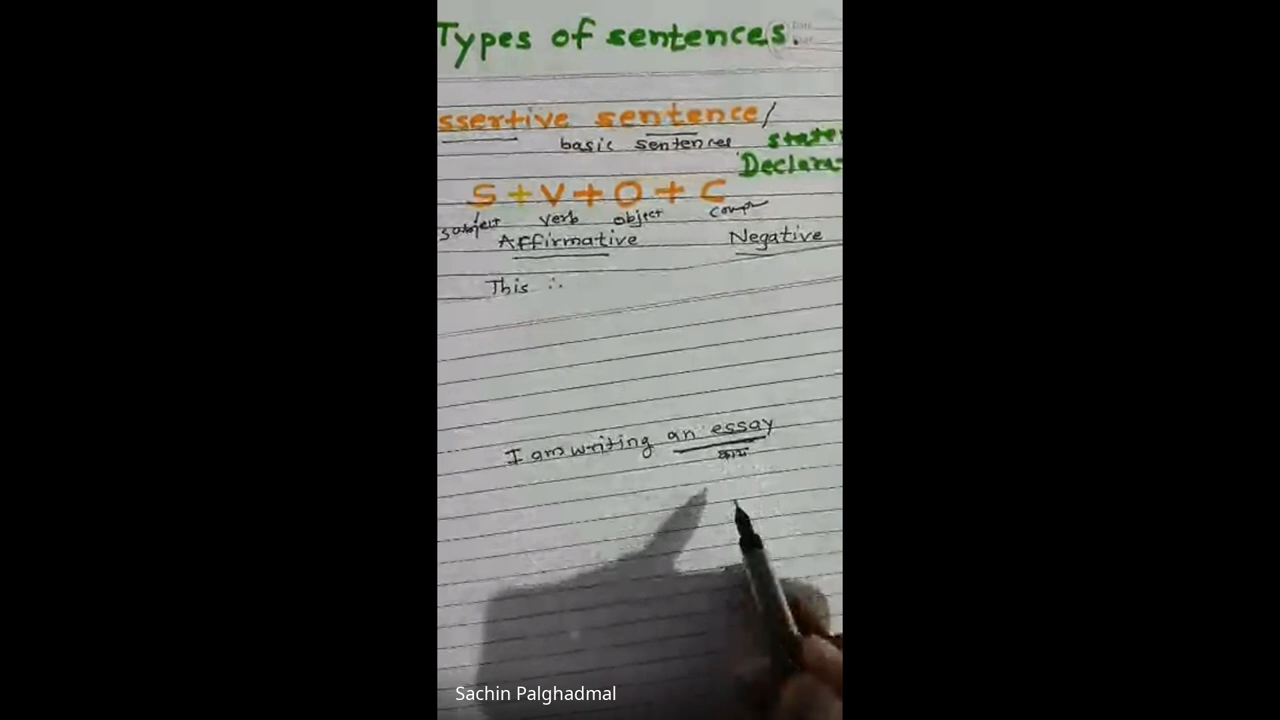 Types of sentences.
ssertive sentence/
basic sentences
Declara
S + V + O + C
subject verb object
Affirmative Negative
This
I am writing an essay
Sachin Palghadmal